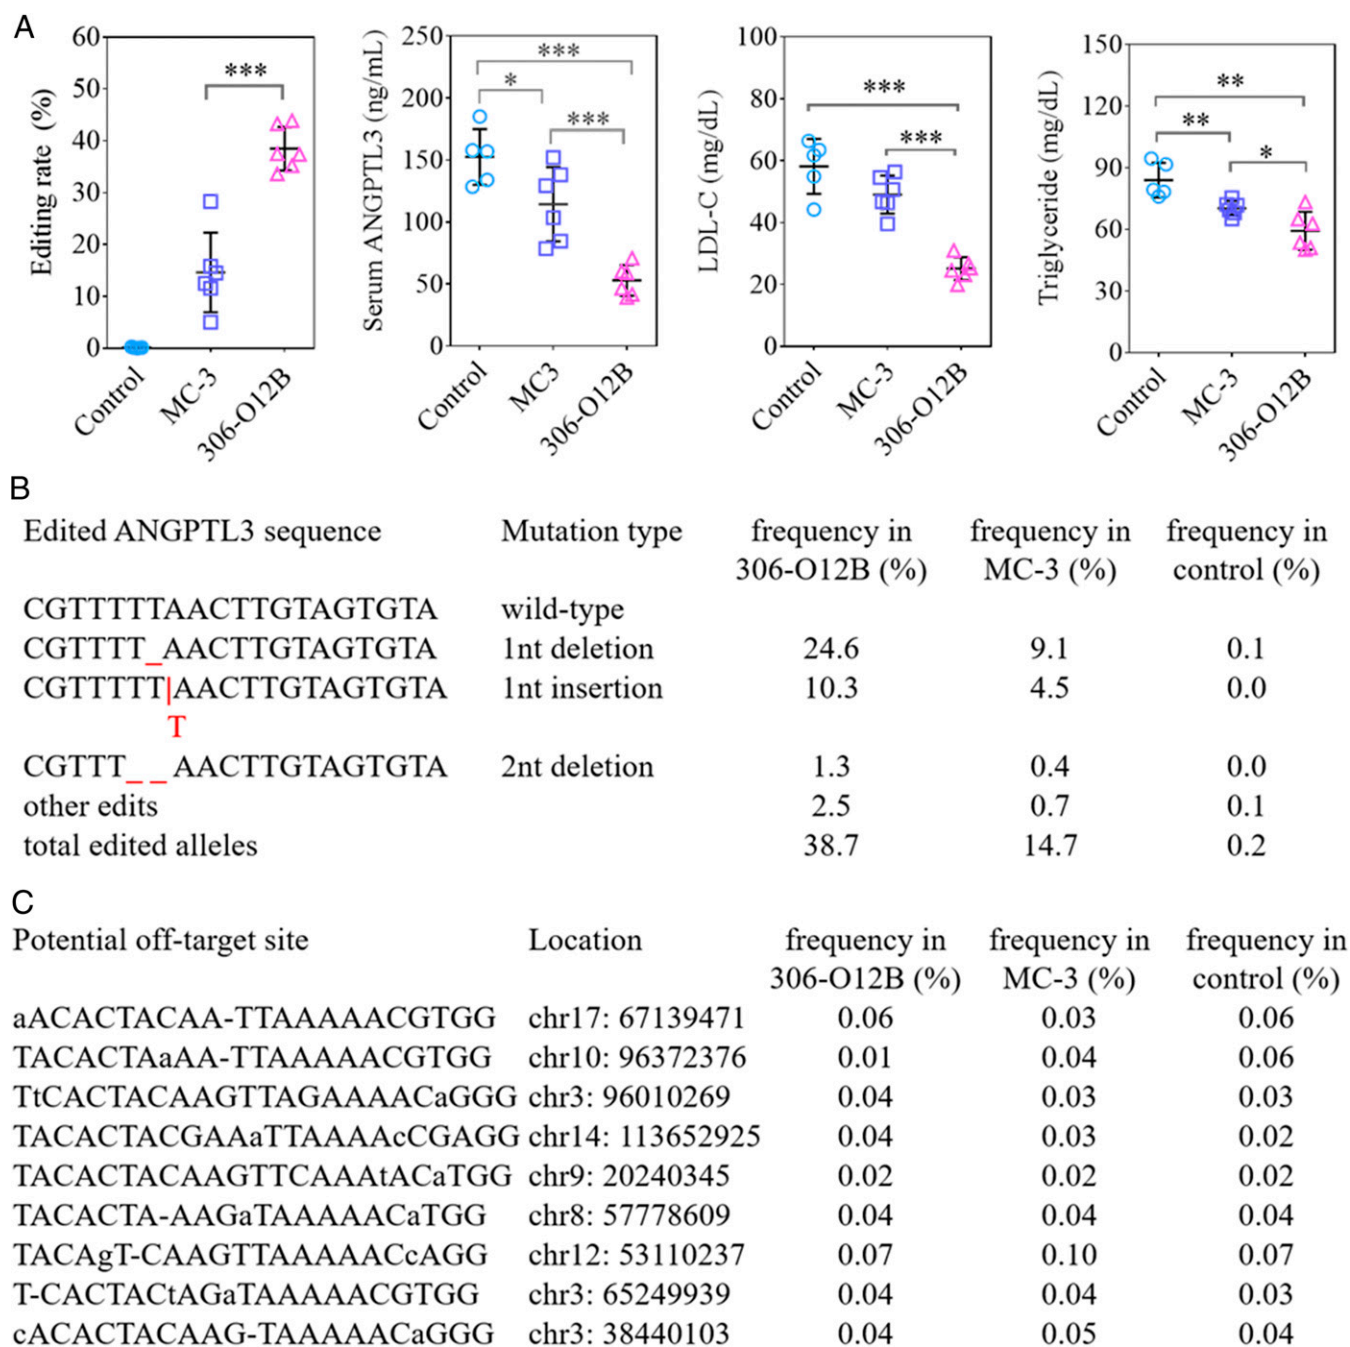 A
Editing rate (%)
60
50
40
30
20
10
0
***
Control
MC-3
306-O12B
Serum ANGPTL3 (ng/mL)
250
200
150
100
50
0
***
*
***
Control
MC3
306-O12B
LDL-C (mg/dL)
100
80
60
40
20
0
***
***
Control
MC-3
306-O12B
Triglyceride (mg/dL)
150
120
90
60
30
0
**
**
*
Control
MC-3
306-O12B
B
Edited ANGPTL3 sequence Mutation type frequency in 306-O12B (%) frequency in MC-3 (%) frequency in control (%)
CGTTTTTAACTTGTAGTGTA wild-type
CGTTTT_AACTTGTAGTGTA 1nt deletion 24.6 9.1 0.1
CGTTTTT|AACTTGTAGTGTA 1nt insertion 10.3 4.5 0.0
T
CGTTT_ _AACTTGTAGTGTA 2nt deletion 1.3 0.4 0.0
other edits 2.5 0.7 0.1
total edited alleles 38.7 14.7 0.2
C
Potential off-target site Location frequency in 306-O12B (%) frequency in MC-3 (%) frequency in control (%)
aACACTACAA-TTAAAAACGTGG chr17: 67139471 0.06 0.03 0.06
TACACTAaAA-TTAAAAACGTGG chr10: 96372376 0.01 0.04 0.06
TtCACTACAAGTTAGAAAACaGGG chr3: 96010269 0.04 0.03 0.03
TACACTACGAAaTTAAAAcCGAGG chr14: 113652925 0.04 0.03 0.02
TACACTACAAGTTCAAAtACaTGG chr9: 20240345 0.02 0.02 0.02
TACACTA-AAGaTAAAAACaTGG chr8: 57778609 0.04 0.04 0.04
TACAgT-CAAGTTAAAAACcAGG chr12: 53110237 0.07 0.10 0.07
T-CACTACtAGaTAAAAACGTGG chr3: 65249939 0.04 0.04 0.03
cACACTACAAG-TAAAAACaGGG chr3: 38440103 0.04 0.05 0.04